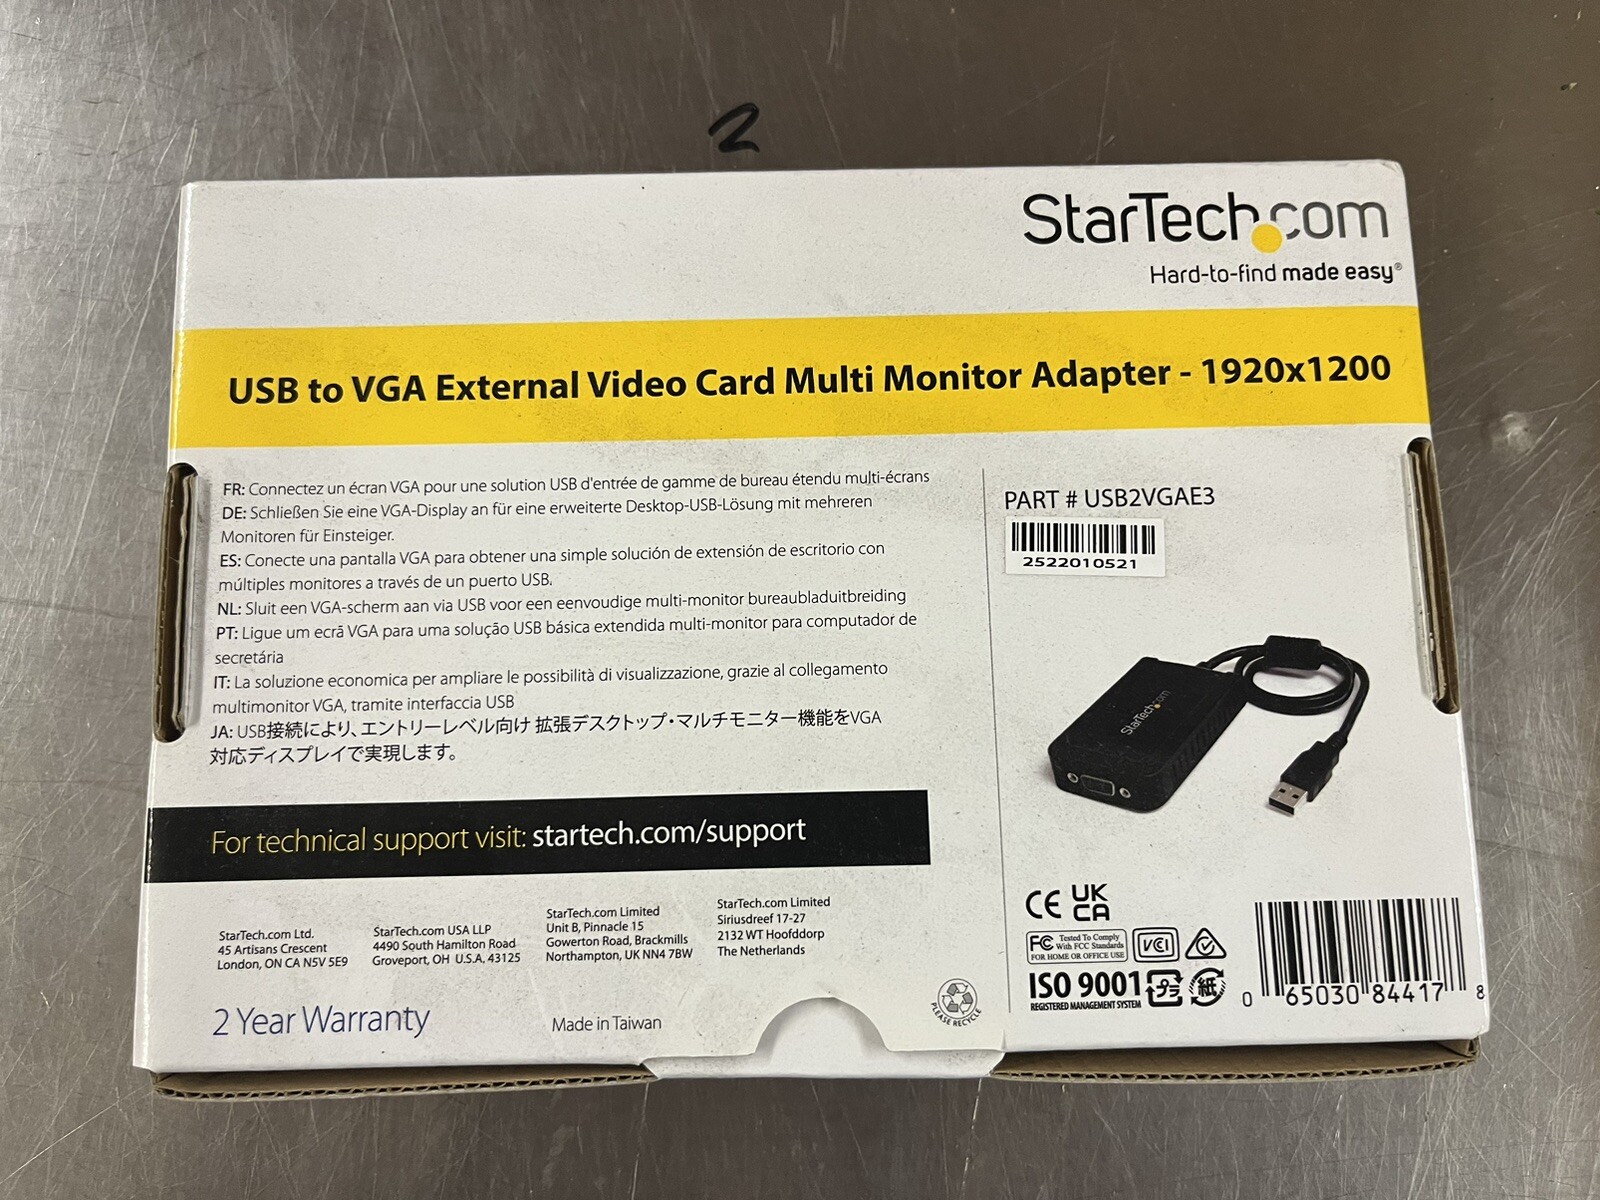 2
StarTech.com
Hard-to-find made easy®
USB to VGA External Video Card Multi Monitor Adapter - 1920x1200
FR: Connectez un écran VGA pour une solution USB d'entrée de gamme de bureau étendu multi-écrans
DE: Schließen Sie eine VGA-Display an für eine erweiterte Desktop-USB-Lösung mit mehreren
Monitoren für Einsteiger.
ES: Conecte una pantalla VGA para obtener una simple solución de extensión de escritorio con
múltiples monitores a través de un puerto USB.
NL: Sluit een VGA-scherm aan via USB voor een eenvoudige multi-monitor bureaubladuitbreiding
PT: Ligue um ecrã VGA para uma solução USB básica extendida multi-monitor para computador de
secretária
IT: La soluzione economica per ampliare le possibilità di visualizzazione, grazie al collegamento
multimonitor VGA, tramite interfaccia USB
JA: USB接続により、エントリーレベル向け 拡張デスクトップ・マルチモニター機能をVGA
対応ディスプレイで実現します。
For technical support visit: startech.com/support
StarTech.com Ltd.
45 Artisans Crescent
London, ON CA N5V 5E9
StarTech.com USA LLP
4490 South Hamilton Road
Groveport, OH U.S.A. 43125
StarTech.com Limited
Unit B, Pinnacle 15
Gowerton Road, Brackmills
Northampton, UK NN4 7BW
StarTech.com Limited
Siriusdreef 17-27
2132 WT Hoofddorp
The Netherlands
2 Year Warranty
Made in Taiwan
PLEASE RECYCLE
PART # USB2VGAE3
2522010521
StarTech.com
CE UK
CA
FC Tested To Comply
With FCC Standards
FOR HOME OR OFFICE USE
VCI
ISO 9001
REGISTERED MANAGEMENT SYSTEM
プラ
紙
0 65030 84417 8